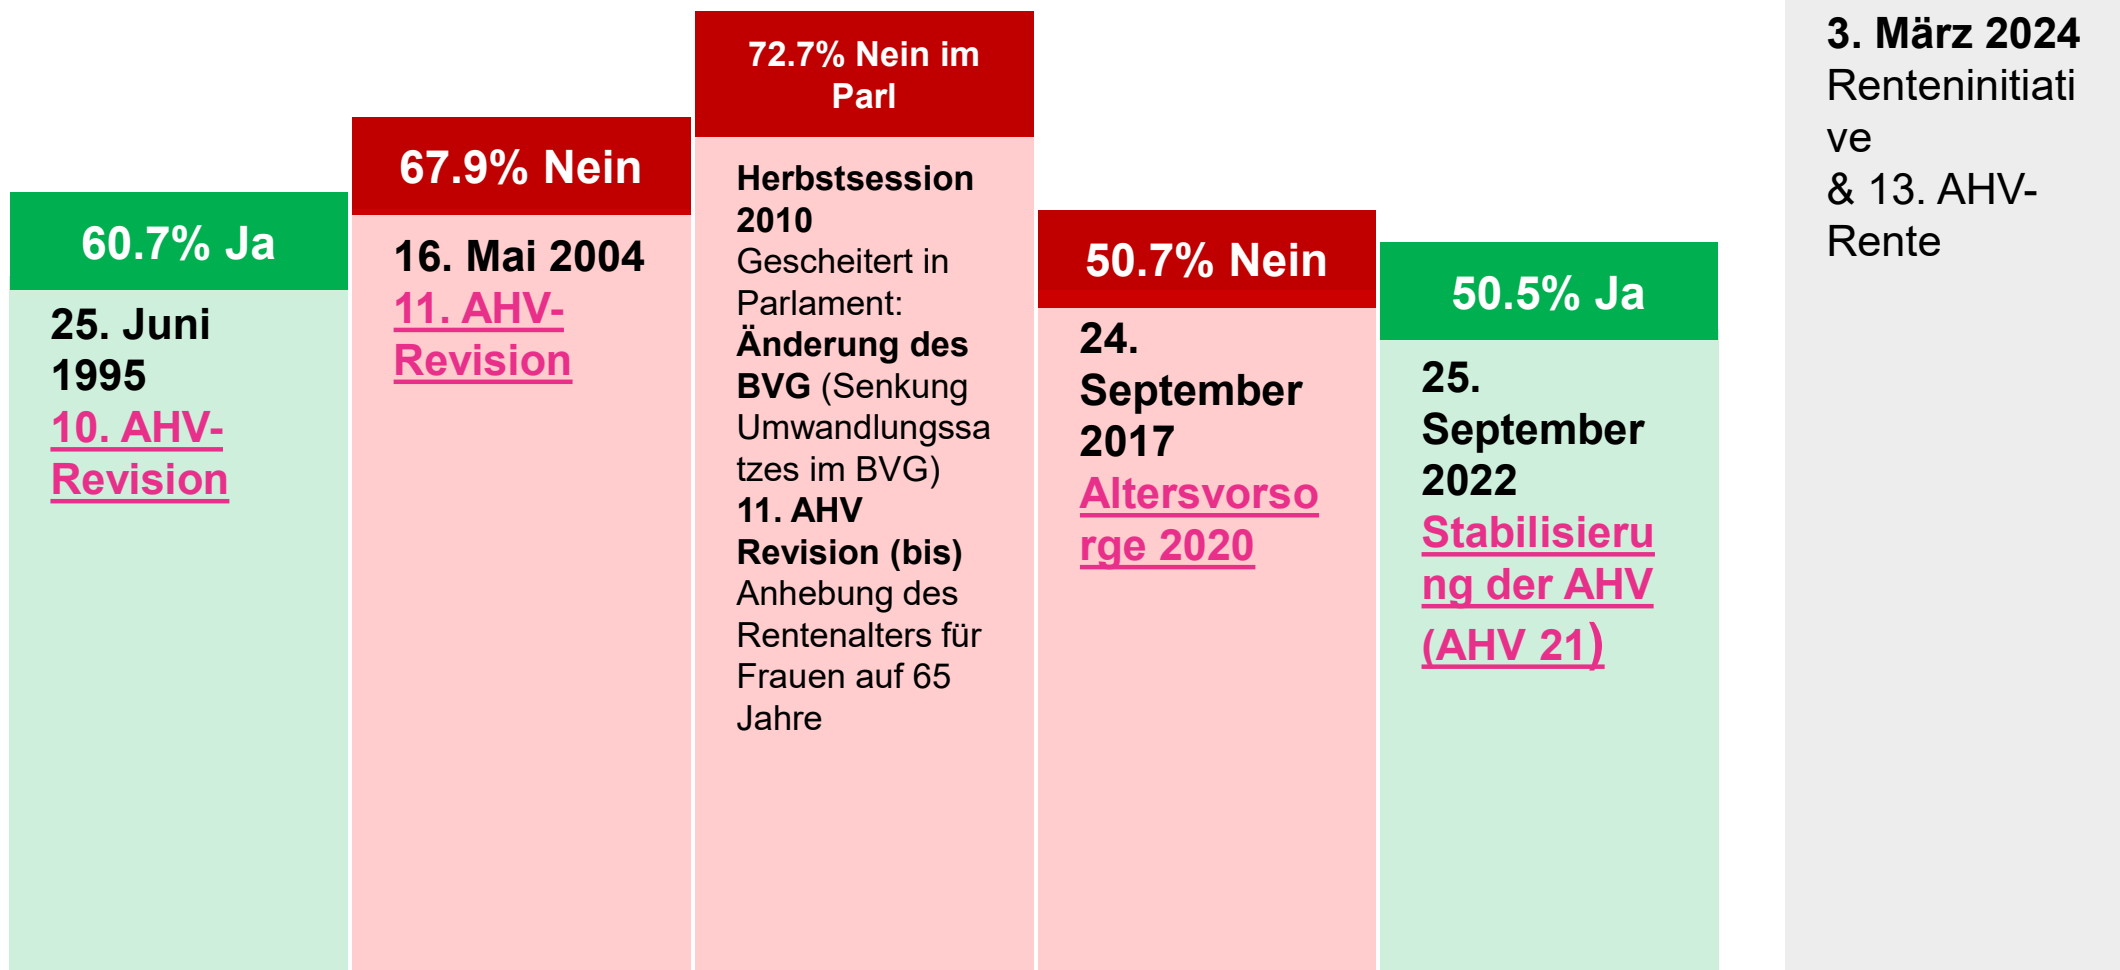 60.7% Ja
25. Juni
1995
10. AHV-
Revision
67.9% Nein
16. Mai 2004
11. AHV-
Revision
72.7% Nein im
Parl
Herbstsession
2010
Gescheitert in
Parlament:
Änderung des
BVG (Senkung
Umwandlungssa
tzes im BVG)
11. AHV
Revision (bis)
Anhebung des
Rentenalters für
Frauen auf 65
Jahre
50.7% Nein
24.
September
2017
Altersvorso
rge 2020
50.5% Ja
25.
September
2022
Stabilisieru
ng der AHV
(AHV 21)
3. März 2024
Renteninitiati
ve
& 13. AHV-
Rente